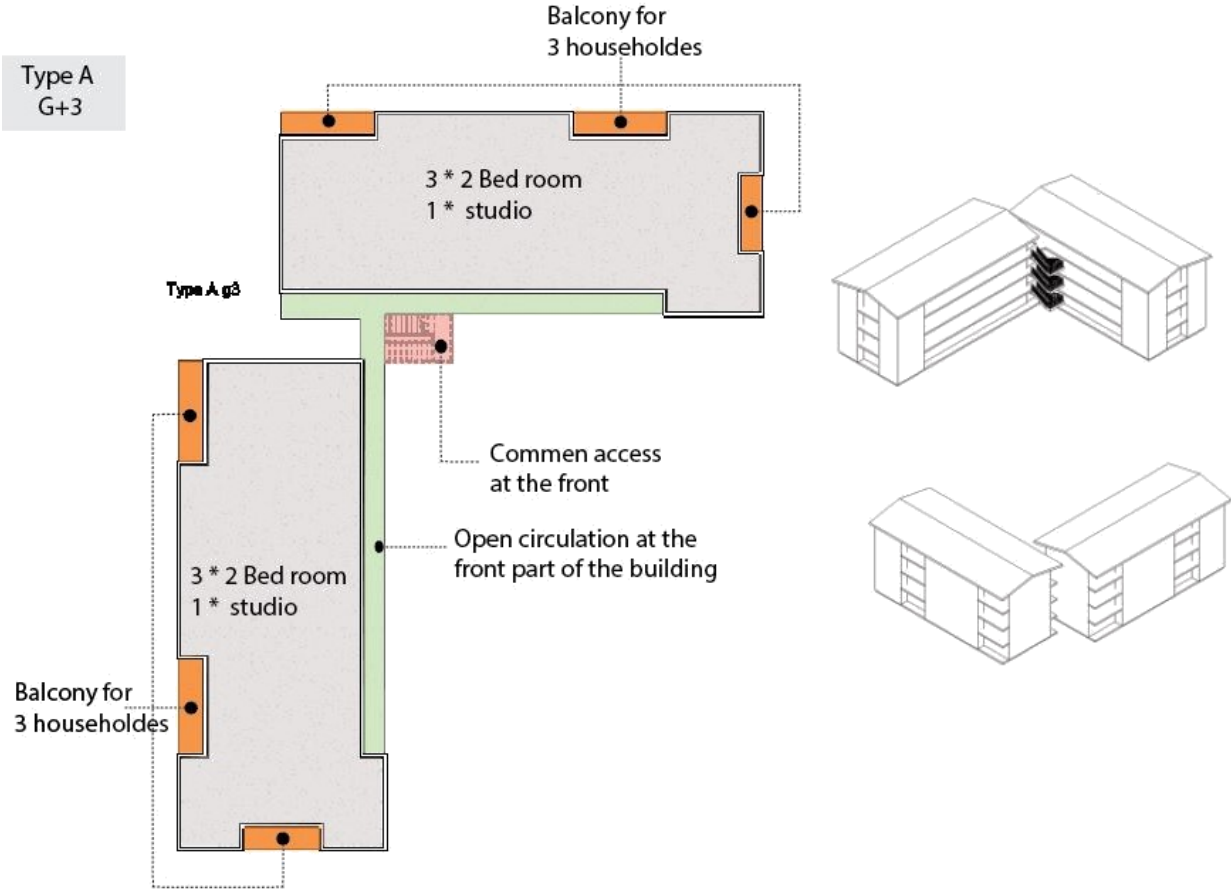 Balcony for
3 householdes
Type A
G+3
3 * 2 Bed room
1 * studio
Type A g3
Commen access
at the front
Open circulation at the
front part of the building
3 * 2 Bed room
1 * studio
Balcony for
3 householdes